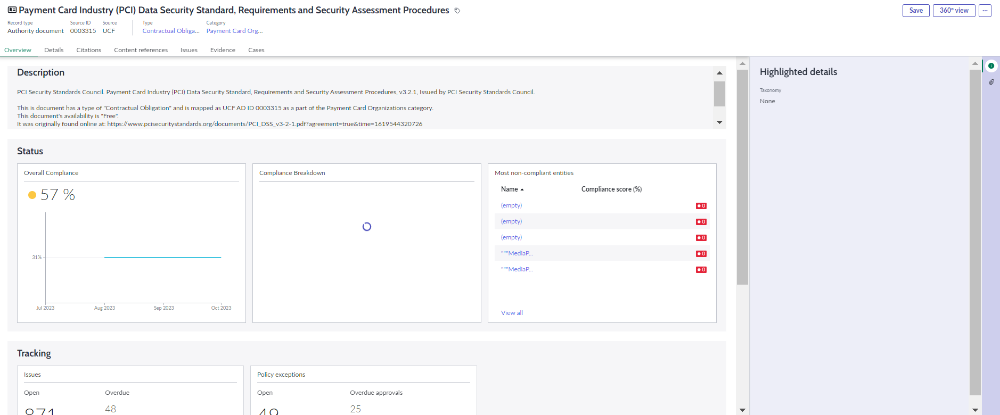 Payment Card Industry (PCI) Data Security Standard, Requirements and Security Assessment Procedures
Save
360° view
...
Record type
Source ID
Source
Type
Category
Authority document
0003315
UCF
Contractual Obliga...
Payment Card Org...
Overview
Details
Citations
Content references
Issues
Evidence
Cases
Description
PCI Security Standards Council. Payment Card Industry (PCI) Data Security Standard, Requirements and Security Assessment Procedures, v3.2.1, Issued by PCI Security Standards Council.
This is document has a type of "Contractual Obligation" and is mapped as UCF AD ID 0003315 as a part of the Payment Card Organizations category.
This document's availability is "Free".
It was originally found online at: https://www.pcisecuritystandards.org/documents/PCI_DSS_v3-2-1.pdf?agreement=true&time=1619544320726
Status
Overall Compliance
57 %
31%
Jul 2023
Aug 2023
Sep 2023
Oct 2023
Compliance Breakdown
Most non-compliant entities
Name
Compliance score (%)
(empty)
0
(empty)
0
(empty)
0
"""MediaP...
0
"""MediaP...
0
View all
Tracking
Issues
Open
Overdue
871
48
Policy exceptions
Open
Overdue approvals
49
25
Highlighted details
Taxonomy
None